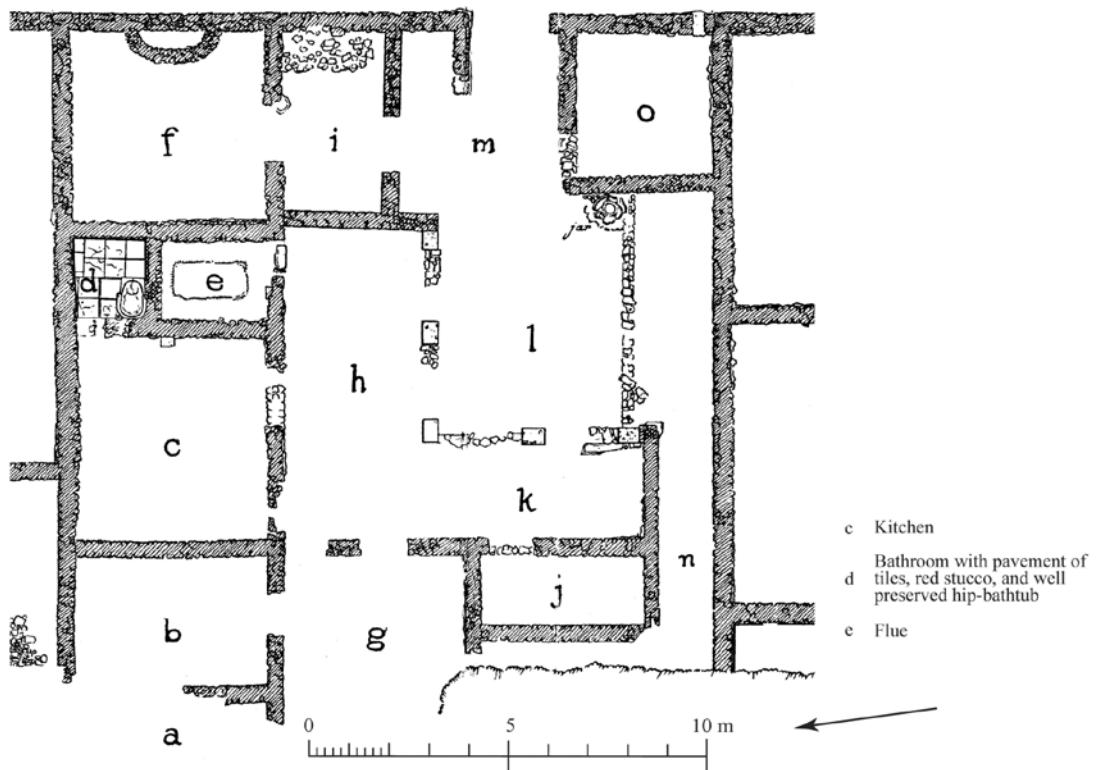 o
f
i
m
jar
d
e
l
h
c
k
c Kitchen
n
Bathroom with pavement of
d tiles, red stucco, and well
preserved hip-bathtub
j
b
g
e Flue
a
0 5 10 m